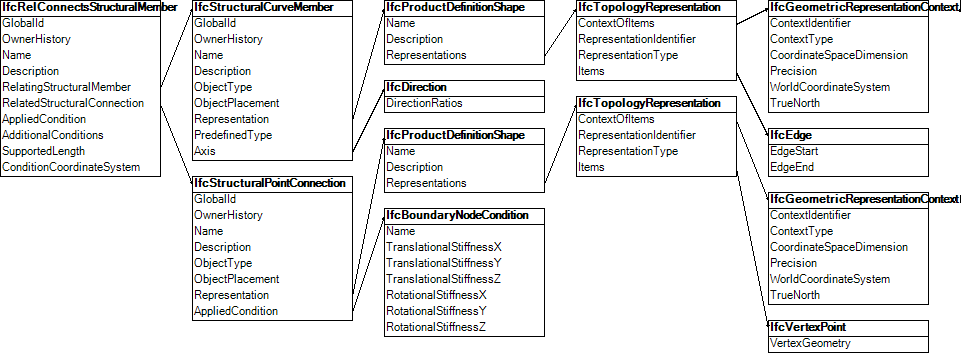 IfcRelConnectsStructuralMember
GlobalId
OwnerHistory
Name
Description
RelatingStructuralMember
RelatedStructuralConnection
AppliedCondition
AdditionalConditions
SupportedLength
ConditionCoordinateSystem
IfcStructuralCurveMember
GlobalId
OwnerHistory
Name
Description
ObjectType
ObjectPlacement
Representation
PredefinedType
Axis
IfcStructuralPointConnection
GlobalId
OwnerHistory
Name
Description
ObjectType
ObjectPlacement
Representation
AppliedCondition
IfcProductDefinitionShape
Name
Description
Representations
IfcDirection
DirectionRatios
IfcProductDefinitionShape
Name
Description
Representations
IfcBoundaryNodeCondition
Name
TranslationalStiffnessX
TranslationalStiffnessY
TranslationalStiffnessZ
RotationalStiffnessX
RotationalStiffnessY
RotationalStiffnessZ
IfcTopologyRepresentation
ContextOfItems
RepresentationIdentifier
RepresentationType
Items
IfcTopologyRepresentation
ContextOfItems
RepresentationIdentifier
RepresentationType
Items
IfcGeometricRepresentationContext
ContextIdentifier
ContextType
CoordinateSpaceDimension
Precision
WorldCoordinateSystem
TrueNorth
IfcEdge
EdgeStart
EdgeEnd
IfcGeometricRepresentationContext
ContextIdentifier
ContextType
CoordinateSpaceDimension
Precision
WorldCoordinateSystem
TrueNorth
IfcVertexPoint
VertexGeometry